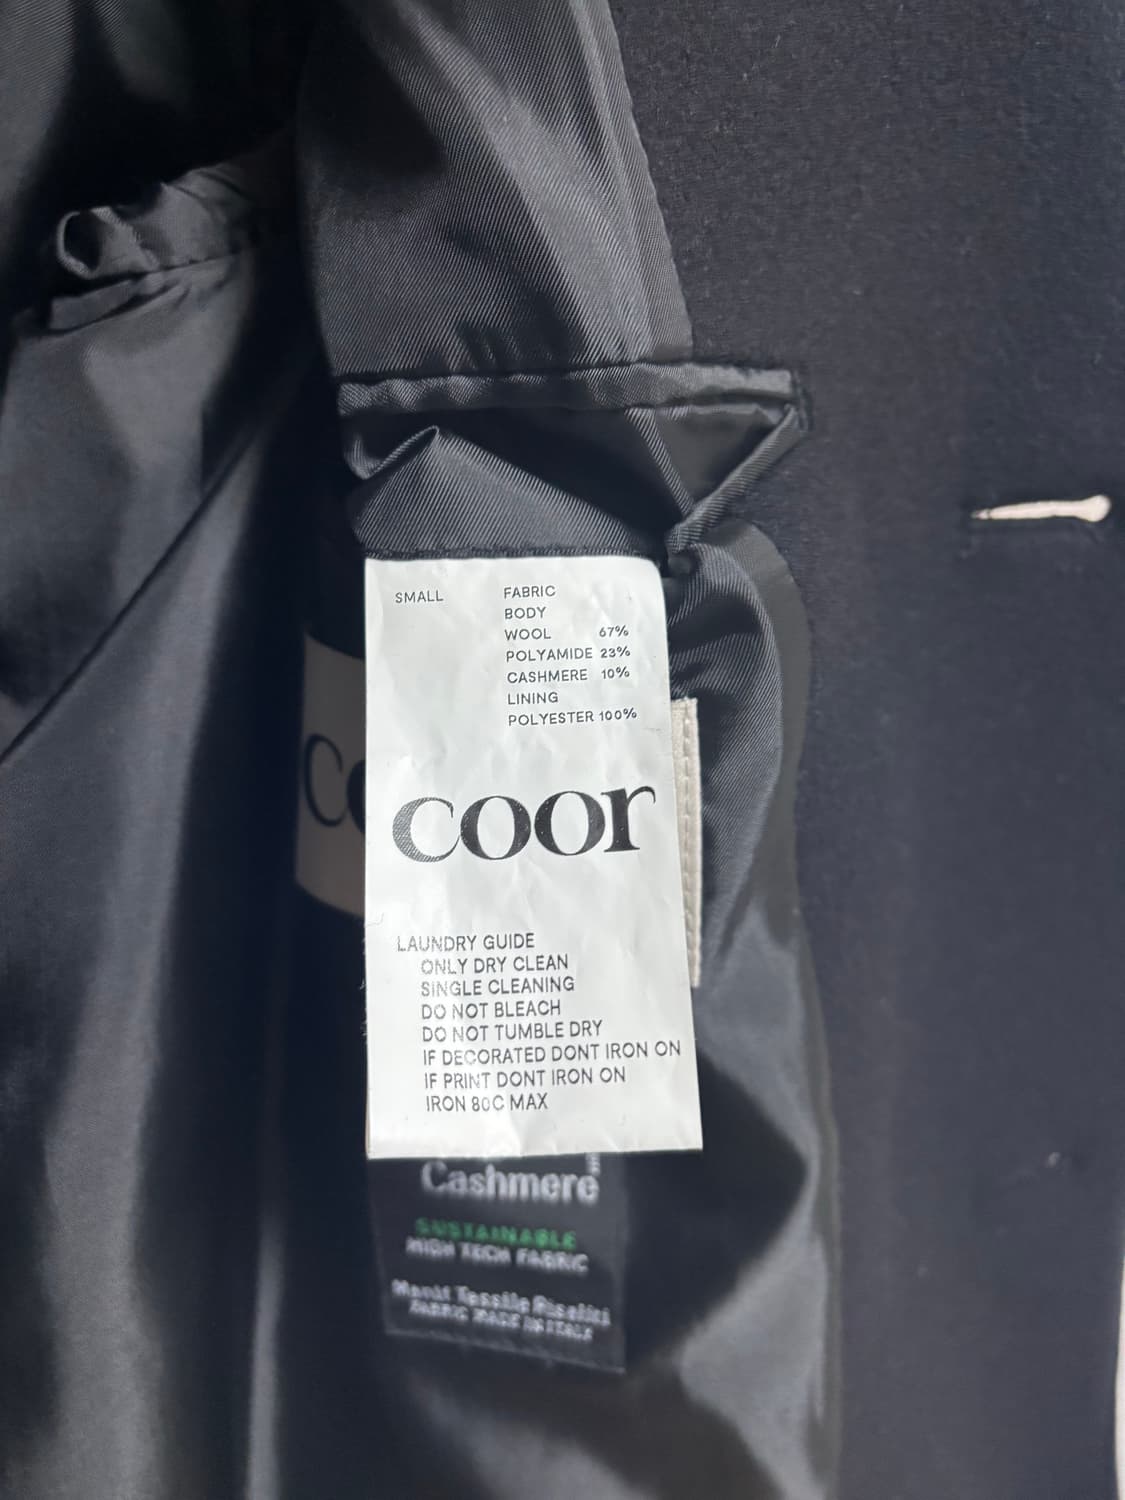 SMALL
FABRIC
BODY
WOOL 67%
POLYAMIDE 23%
CASHMERE 10%
LINING
POLYESTER 100%
coor
co
LAUNDRY GUIDE
ONLY DRY CLEAN
SINGLE CLEANING
DO NOT BLEACH
DO NOT TUMBLE DRY
IF DECORATED DONT IRON ON
IF PRINT DONT IRON ON
IRON 80C MAX
Cashmere
SUSTAINABLE
HIGH TECH FABRIC
Tessile
FABRIC MADE IN ITALY